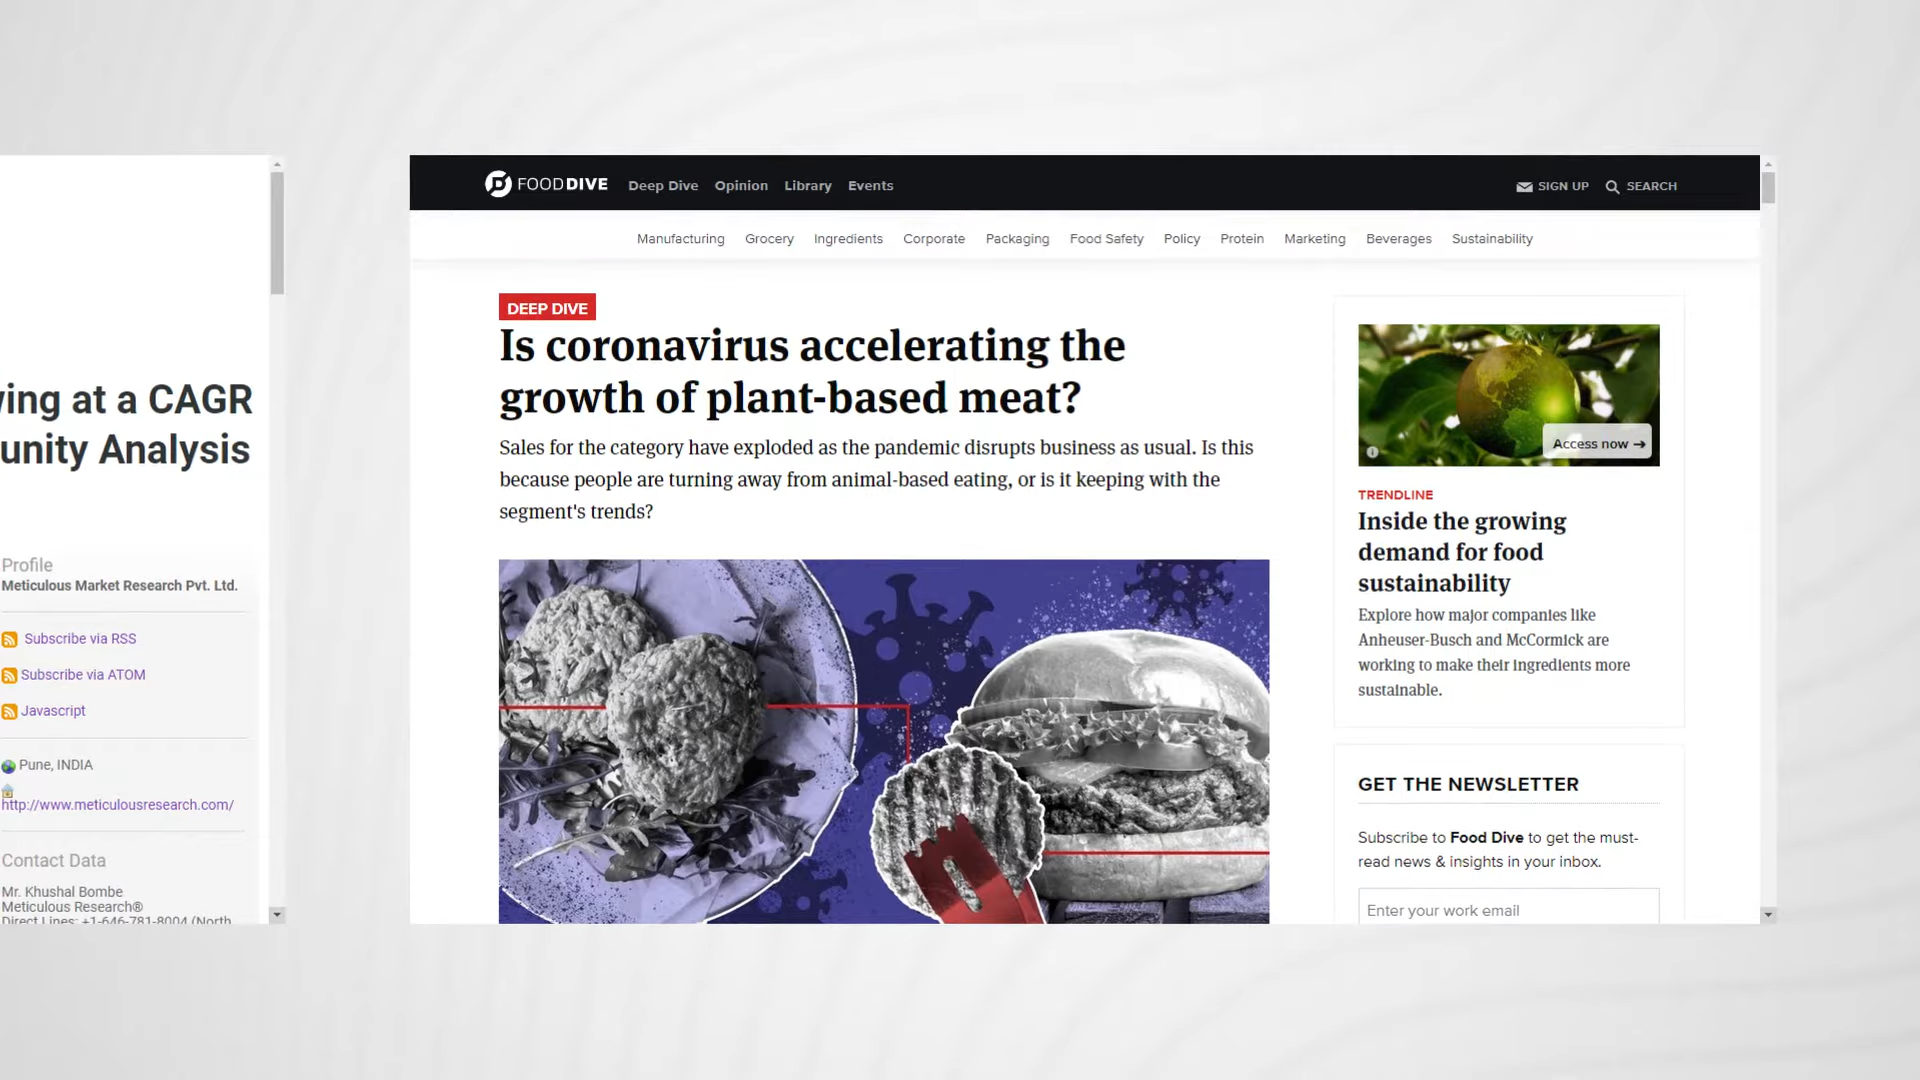 ing at a CAGR
unity Analysis
Profile
Meticulous Market Research Pvt. Ltd.
Subscribe via RSS
Subscribe via ATOM
Javascript
Pune, INDIA
http://www.meticulousresearch.com/
Contact Data
Mr. Khushal Bombe
Meticulous Research®
Direct Lines: +1-646-781-8004 (North
FOODDIVE Deep Dive Opinion Library Events SIGN UP SEARCH
Manufacturing Grocery Ingredients Corporate Packaging Food Safety Policy Protein Marketing Beverages Sustainability
DEEP DIVE
Is coronavirus accelerating the
growth of plant-based meat?
Sales for the category have exploded as the pandemic disrupts business as usual. Is this
because people are turning away from animal-based eating, or is it keeping with the
segment's trends?
Access now →
TRENDLINE
Inside the growing
demand for food
sustainability
Explore how major companies like
Anheuser-Busch and McCormick are
working to make their ingredients more
sustainable.
GET THE NEWSLETTER
Subscribe to Food Dive to get the must-
read news & insights in your inbox.
Enter your work email